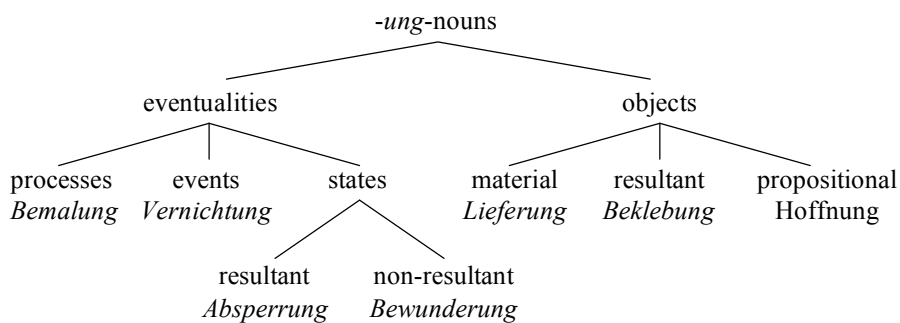 -ung-nouns
eventualities objects
processes events states material resultant propositional
Bemalung Vernichtung Lieferung Beklebung Hoffnung
resultant non-resultant
Absperrung Bewunderung